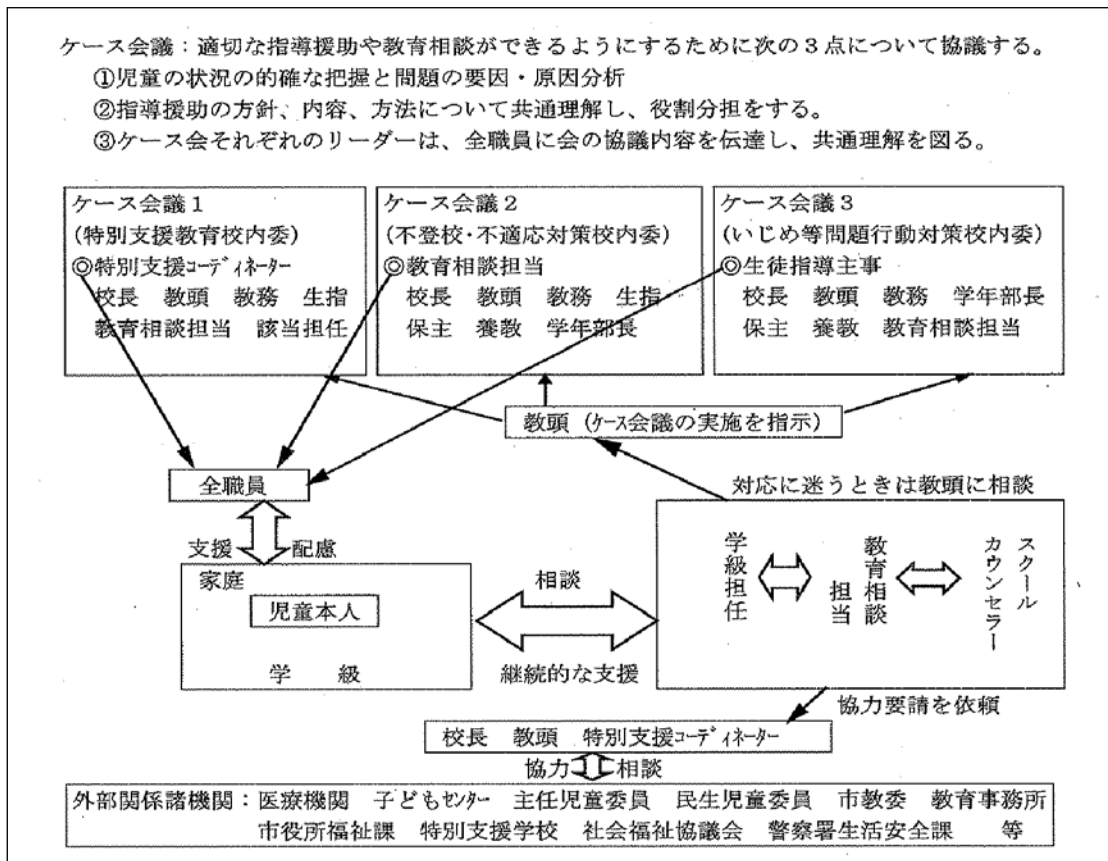 ケース会議：適切な指導援助や教育相談ができるようにするために次の３点について協議する。
①児童の状況の的確な把握と問題の要因・原因分析
②指導援助の方針、内容、方法について共通理解し、役割分担をする。
③ケース会それぞれのリーダーは、全職員に会の協議内容を伝達し、共通理解を図る。
ケース会議１
(特別支援教育校内委)
◎特別支援ｺｰﾃﾞｨﾈｰﾀｰ
校長　教頭　教務　生指
教育相談担当　該当担任
ケース会議２
(不登校・不適応対策校内委)
◎教育相談担当
校長　教頭　教務　生指
保主　養教　学年部長
ケース会議３
(いじめ等問題行動対策校内委)
◎生徒指導主事
校長　教頭　教務　学年部長
保主　養教　教育相談担当
教頭（ｹｰｽ会議の実施を指示）
全職員
対応に迷うときは教頭に相談
支援　配慮
家庭
児童本人
学　級
相談
継続的な支援
学級担任
教育相談
担当
スクール
カウンセラー
協力要請を依頼
校長　教頭　特別支援ｺｰﾃﾞｨﾈｰﾀｰ
協力　相談
外部関係諸機関：医療機関　子どもｾﾝﾀｰ　主任児童委員　民生児童委員　市教委　教育事務所
市役所福祉課　特別支援学校　社会福祉協議会　警察署生活安全課　等